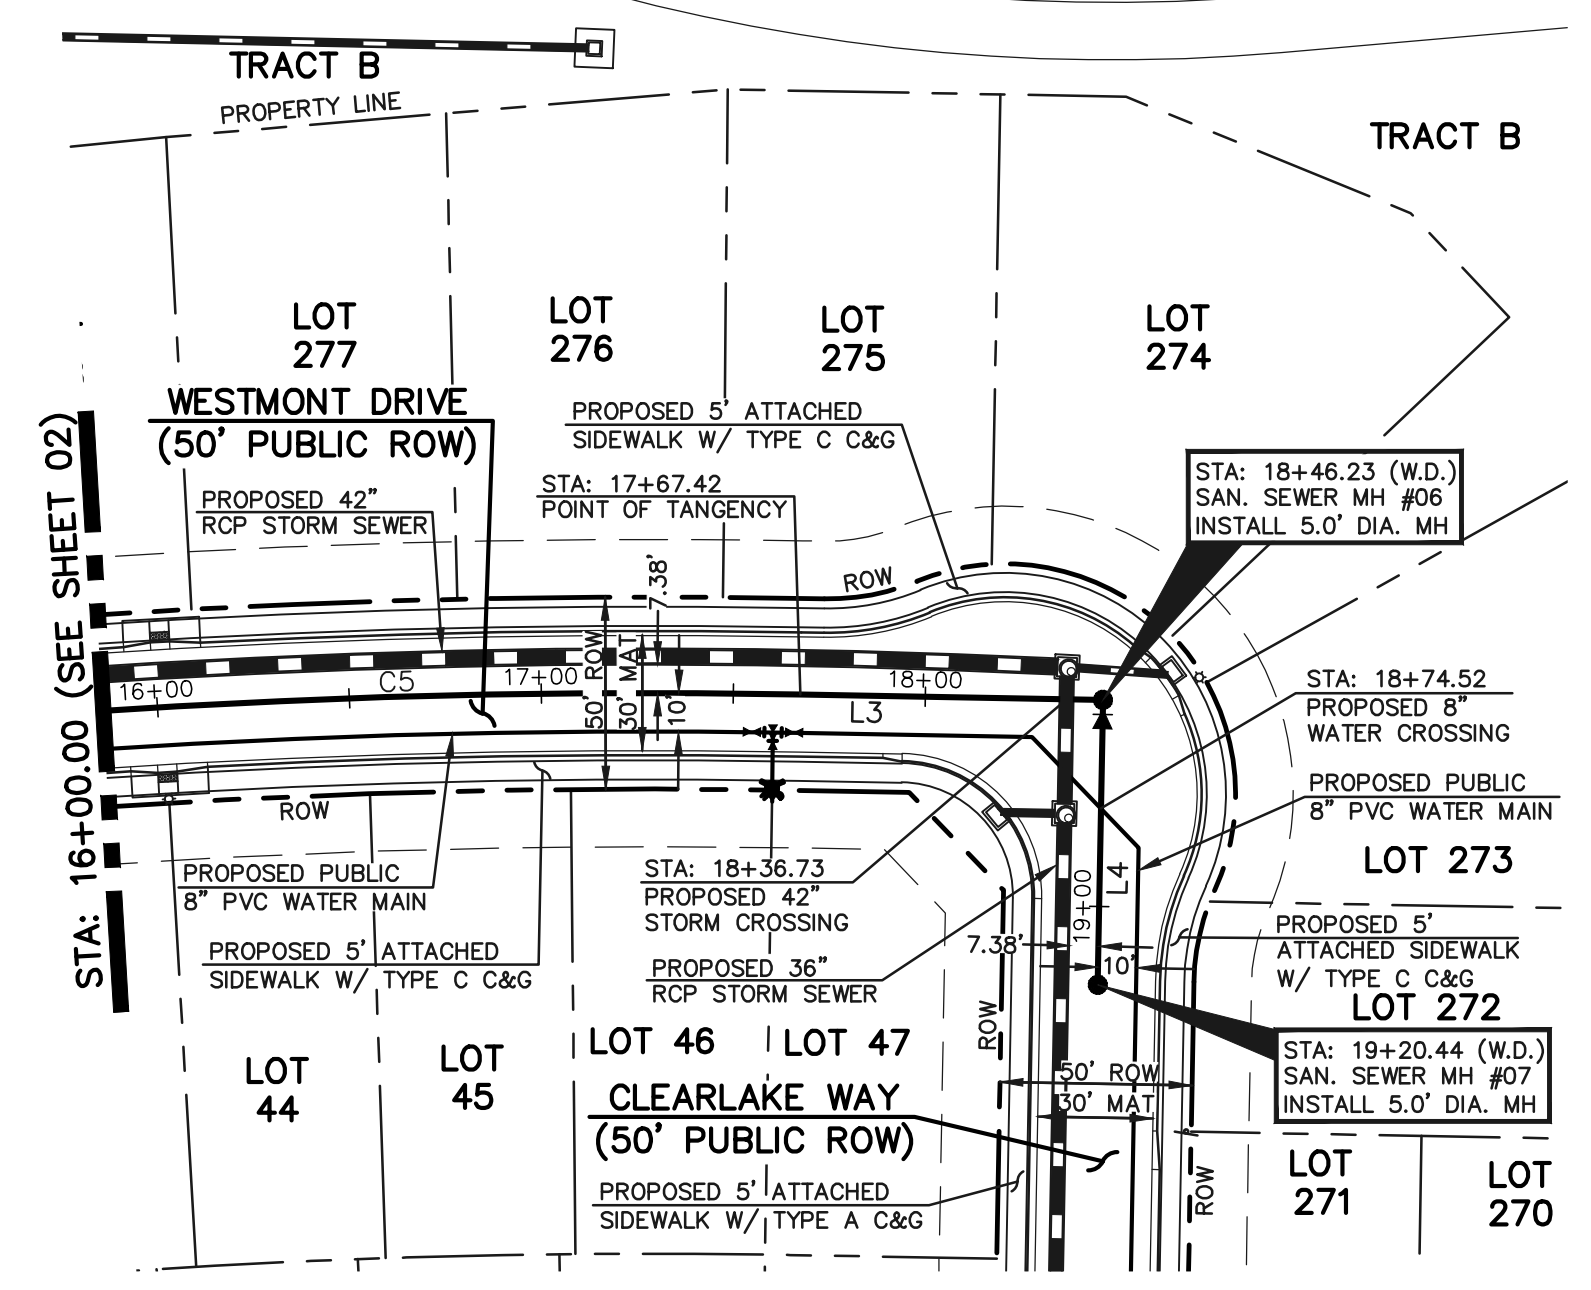 TRACT B
PROPERTY LINE
TRACT B
LOT
277
LOT
276
LOT
275
LOT
274
WESTMONT DRIVE
(50' PUBLIC ROW)
PROPOSED 5' ATTACHED
SIDEWALK W/ TYPE C C&G
PROPOSED 42"
RCP STORM SEWER
STA: 17+67.42
POINT OF TANGENCY
STA: 18+46.23 (W.D.)
SAN. SEWER MH #06
INSTALL 5.0' DIA. MH
STA: 16+00.00 (SEE SHEET 02)
7.38'
ROW
50' ROW
30' MAT
10'
16+00
C5
17+00
18+00
L3
STA: 18+74.52
PROPOSED 8"
WATER CROSSING
ROW
PROPOSED PUBLIC
8" PVC WATER MAIN
LOT 273
PROPOSED PUBLIC
8" PVC WATER MAIN
STA: 18+36.73
PROPOSED 42"
STORM CROSSING
19+00
L4
PROPOSED 5' ATTACHED
SIDEWALK W/ TYPE C C&G
7.38'
10'
PROPOSED 5'
ATTACHED SIDEWALK
W/ TYPE C C&G
PROPOSED 36"
RCP STORM SEWER
LOT 272
ROW
LOT 46
LOT 47
LOT
44
LOT
45
STA: 19+20.44 (W.D.)
SAN. SEWER MH #07
INSTALL 5.0' DIA. MH
50' ROW
30' MAT
CLEARLAKE WAY
(50' PUBLIC ROW)
PROPOSED 5' ATTACHED
SIDEWALK W/ TYPE A C&G
ROW
LOT
271
LOT
270